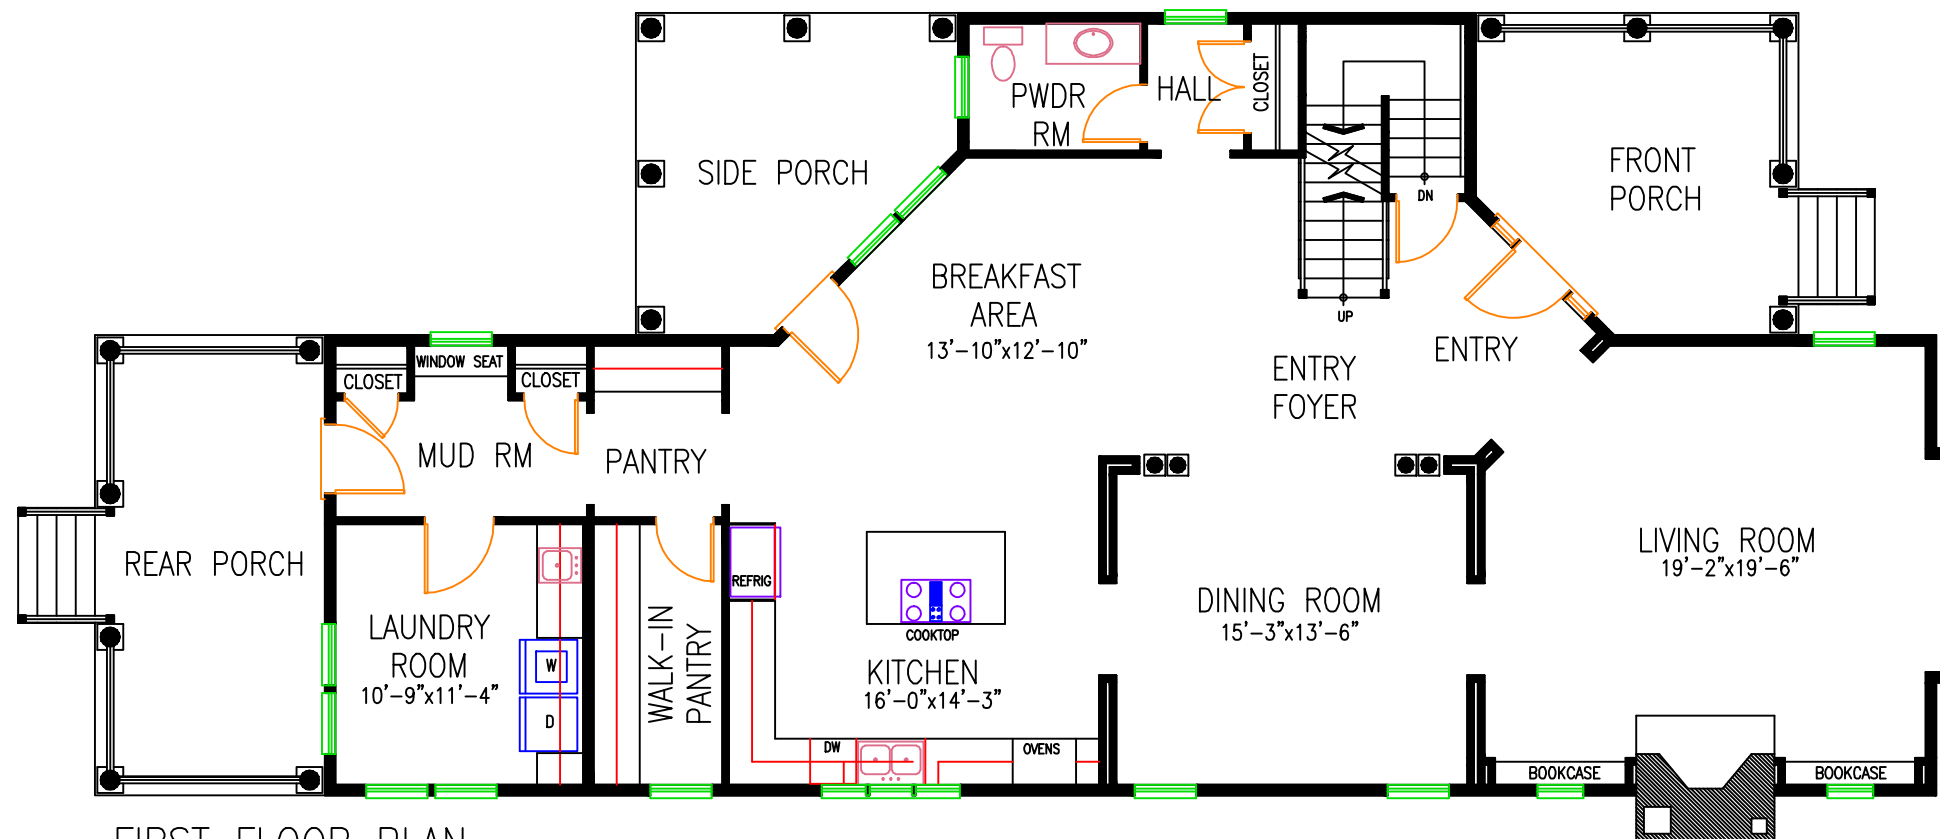 PWDR
RM
HALL
CLOSET
SIDE PORCH
FRONT
PORCH
DN
UP
BREAKFAST
AREA
13'-10"x12'-10"
ENTRY
ENTRY
FOYER
WINDOW SEAT
CLOSET
CLOSET
MUD RM
PANTRY
REAR PORCH
LAUNDRY
ROOM
10'-9"x11'-4"
W
D
WALK-IN
PANTRY
REFRIG
COOKTOP
KITCHEN
16'-0"x14'-3"
DW
OVENS
DINING ROOM
15'-3"x13'-6"
LIVING ROOM
19'-2"x19'-6"
BOOKCASE
BOOKCASE
FIRST FLOOR PLAN